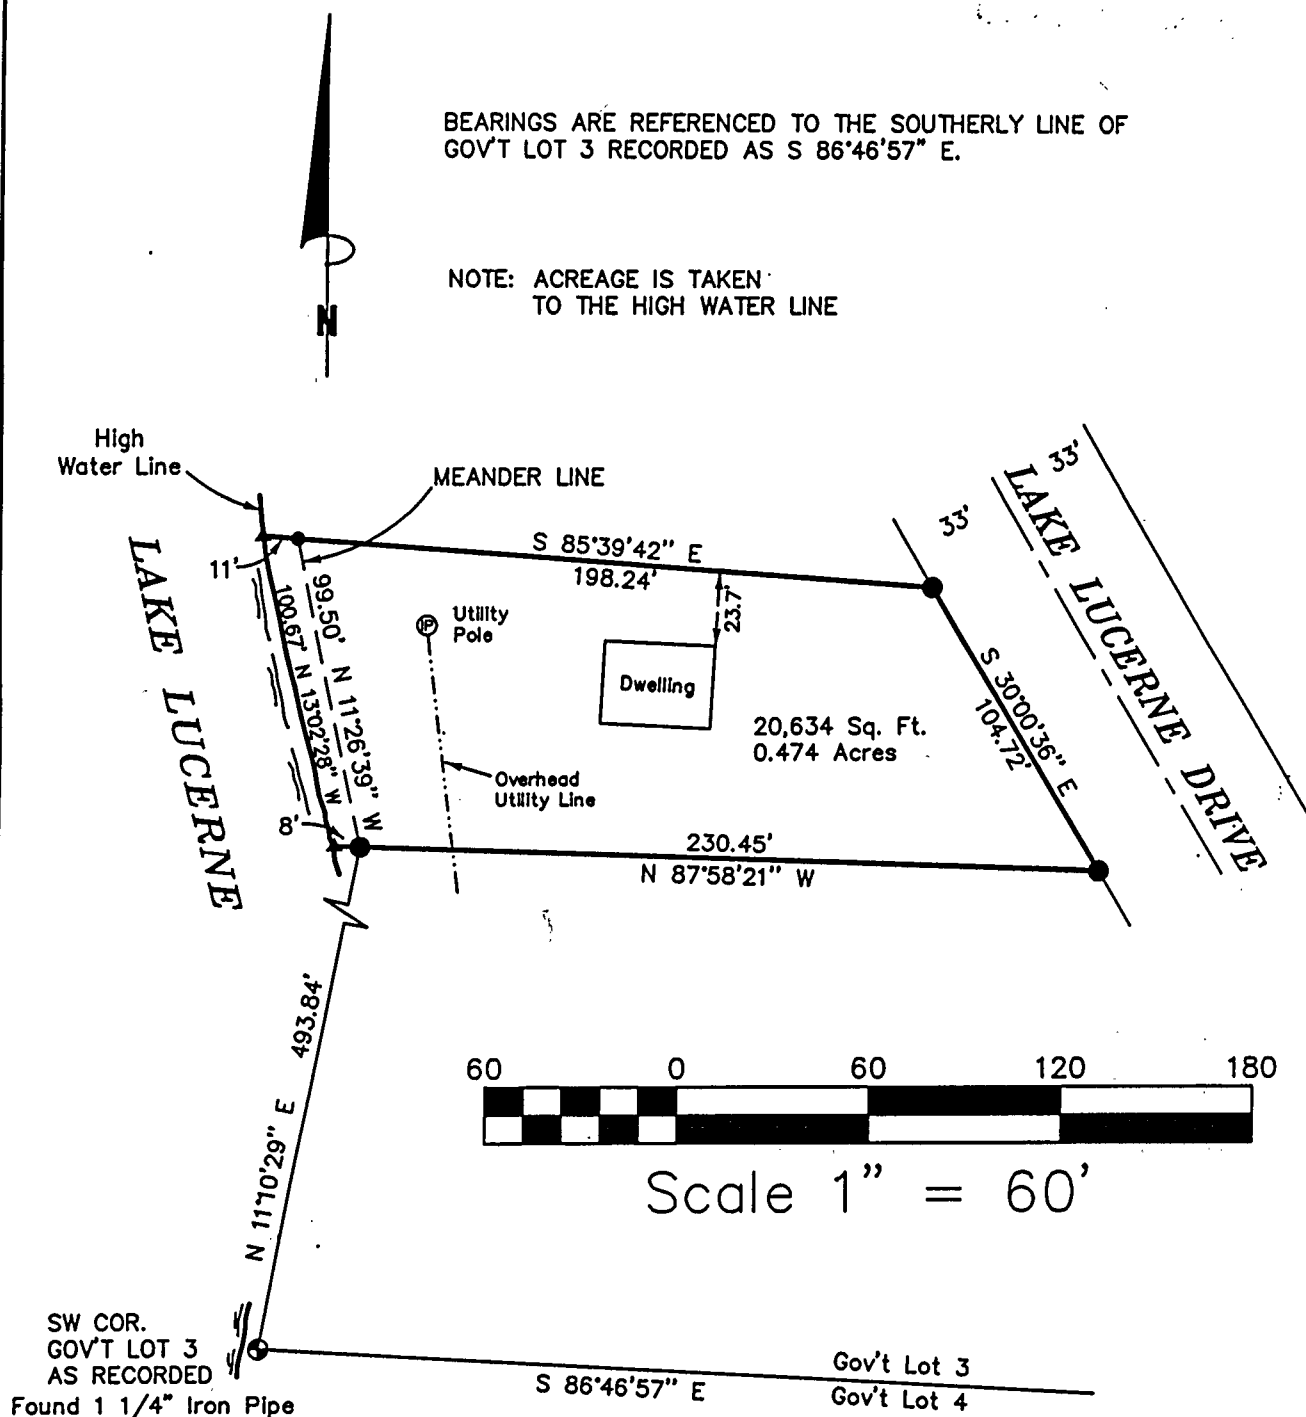 BEARINGS ARE REFERENCED TO THE SOUTHERLY LINE OF
GOV'T LOT 3 RECORDED AS S 86°46'57" E.
NOTE: ACREAGE IS TAKEN
TO THE HIGH WATER LINE
N
High
Water Line
MEANDER LINE
33'
33'
LAKE LUCERNE DRIVE
S 85°39'42" E
198.24'
11'
23.7'
LAKE LUCERNE
100.67' N 13°02'28" W
99.50' N 11°26'39" W
Utility
Pole
Dwelling
S 30°00'36" E
104.72'
20,634 Sq. Ft.
0.474 Acres
Overhead
Utility Line
8'
230.45'
N 87°58'21" W
N 11°10'29" E 493.84'
60 0 60 120 180
Scale 1" = 60'
SW COR.
GOV'T LOT 3
AS RECORDED
Found 1 1/4" Iron Pipe
S 86°46'57" E
Gov't Lot 3
Gov't Lot 4